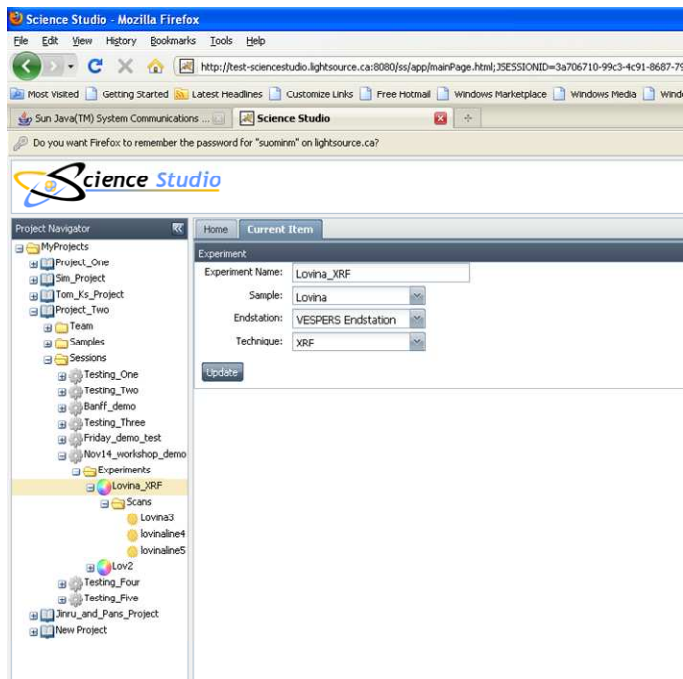 Science Studio - Mozilla Firefox
File Edit View History Bookmarks Tools Help
http://test-sciencestudio.lightsource.ca:8080/ss/app/mainPage.html;JSESSIONID=3a706710-99c3-4c91-8687-79
Most Visited Getting Started Latest Headlines Customize Links Free Hotmail Windows Marketplace Windows Media Wind
Sun Java(TM) System Communications ... Science Studio
Do you want Firefox to remember the password for "suominm" on lightsource.ca?
Science Studio
Project Navigator
Home Current Item
MyProjects
Project_One
Sim_Project
Tom_Ks_Project
Project_Two
Team
Samples
Sessions
Testing_One
Testing_Two
Banff_demo
Testing_Three
Friday_demo_test
Nov14_workshop_demo
Experiments
Lovina_XRF
Scans
Lovina3
lovinaline4
lovinaline5
Lov2
Testing_Four
Testing_Five
Jinru_and_Pans_Project
New Project
Experiment
Experiment Name: Lovina_XRF
Sample: Lovina
Endstation: VESPERS Endstation
Technique: XRF
Update